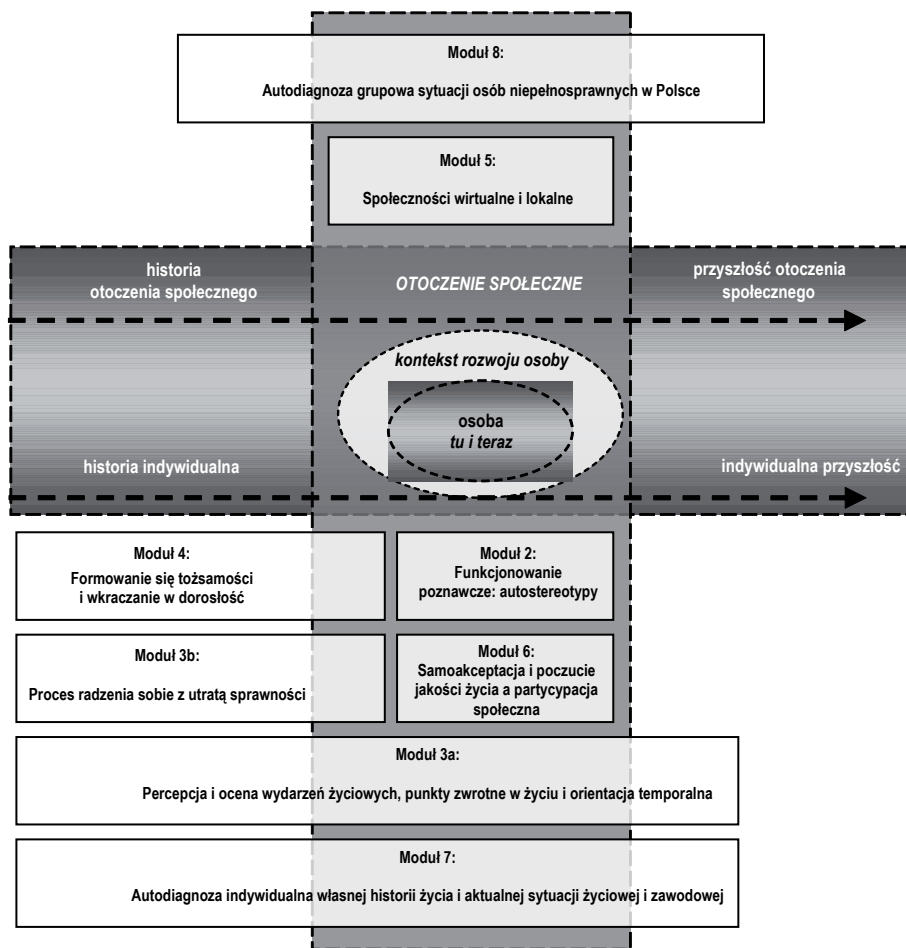 Moduł 8:
Autodiagnoza grupowa sytuacji osób niepełnosprawnych w Polsce
Moduł 5:
Społeczności wirtualne i lokalne
historia
otoczenia społecznego
OTOCZENIE SPOŁECZNE
przyszłość otoczenia
społecznego
kontekst rozwoju osoby
osoba
tu i teraz
historia indywidualna
indywidualna przyszłość
Moduł 4:
Formowanie się tożsamości
i wkraczanie w dorosłość
Moduł 2:
Funkcjonowanie
poznawcze: autostereotypy
Moduł 3b:
Proces radzenia sobie z utratą sprawności
Moduł 6:
Samoakceptacja i poczucie
jakości życia a partycypacja
społeczna
Moduł 3a:
Percepcja i ocena wydarzeń życiowych, punkty zwrotne w życiu i orientacja temporalna
Moduł 7:
Autodiagnoza indywidualna własnej historii życia i aktualnej sytuacji życiowej i zawodowej